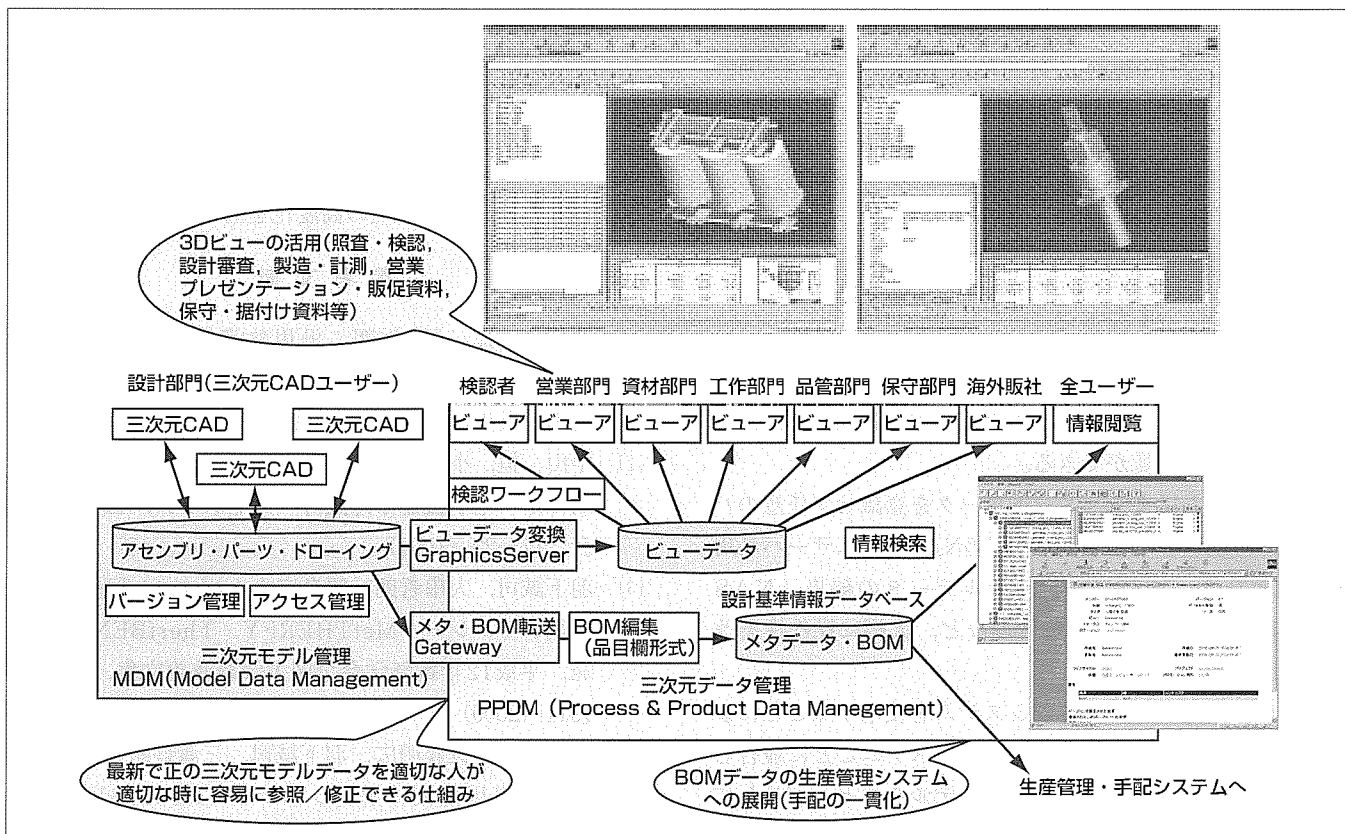 3Dビューの活用(照査・検認,
設計審査, 製造・計測, 営業
プレゼンテーション・販促資料,
保守・据付け資料等)
設計部門(三次元CADユーザー)
三次元CAD
三次元CAD
三次元CAD
検認者 営業部門 資材部門 工作部門 品管部門 保守部門 海外販社 全ユーザー
ビューア ビューア ビューア ビューア ビューア ビューア ビューア 情報閲覧
検認ワークフロー
アセンブリ・パーツ・ドローイング
ビューデータ変換
GraphicsServer
ビューデータ
情報検索
バージョン管理 アクセス管理
設計基準情報データベース
メタ・BOM転送
Gateway
BOM編集
(品目欄形式)
メタデータ・BOM
三次元モデル管理
MDM(Model Data Management)
三次元データ管理
PPDM (Process & Product Data Menegement)
最新で正の三次元モデルデータを適切な人が
適切な時に容易に参照/修正できる仕組み
BOMデータの生産管理システム
への展開(手配の一貫化)
生産管理・手配システムへ